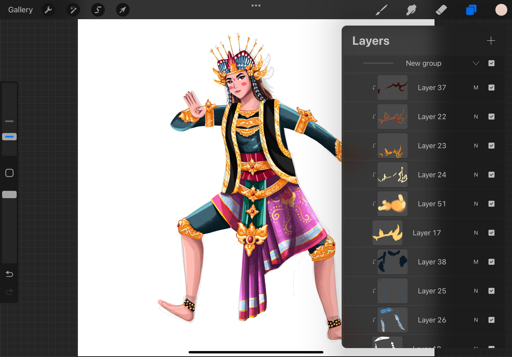 Gallery
Layers
New group
Layer 37 M
Layer 22 N
Layer 23 N
Layer 24 N
Layer 51 N
Layer 17 N
Layer 38 M
Layer 25 N
Layer 26 N